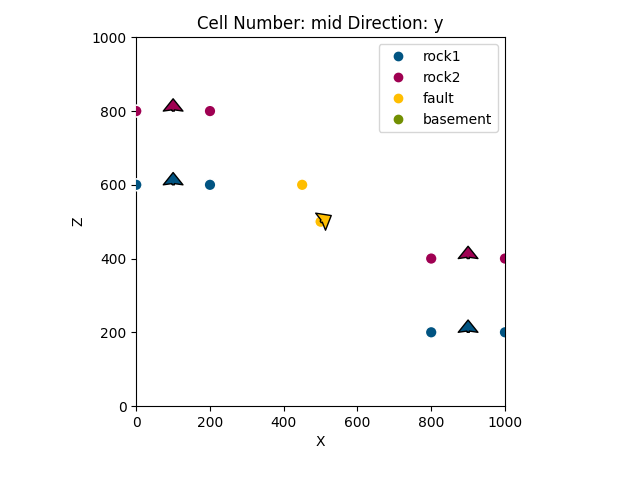 Cell Number: mid Direction: y
1000
800
600
400
200
0
Z
rock1
rock2
fault
basement
0 200 400 600 800 1000
X